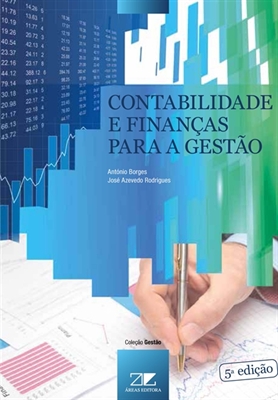 CONTABILIDADE
E FINANÇAS
PARA A GESTÃO
António Borges
José Azevedo Rodrigues
5ª edição
Coleção Gestão
ÁREAS EDITORA